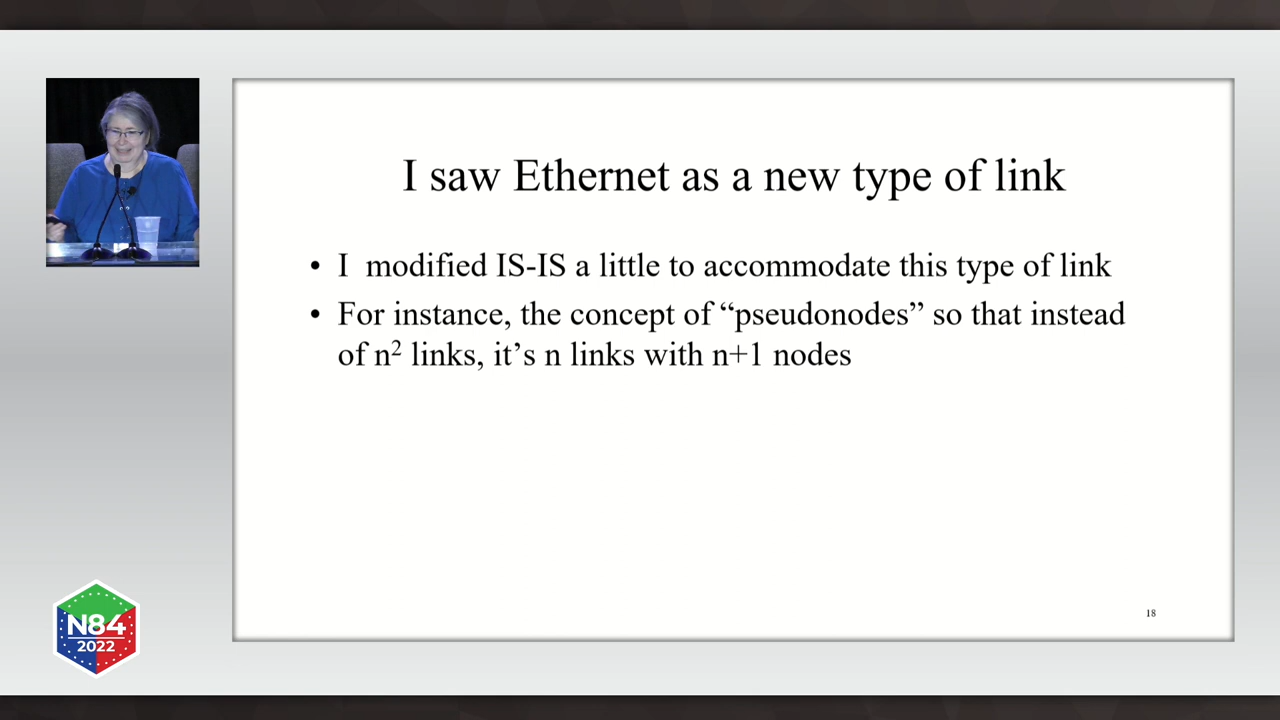 I saw Ethernet as a new type of link
• I modified IS-IS a little to accommodate this type of link
• For instance, the concept of “pseudonodes” so that instead
of n² links, it’s n links with n+1 nodes
18
N84
2022